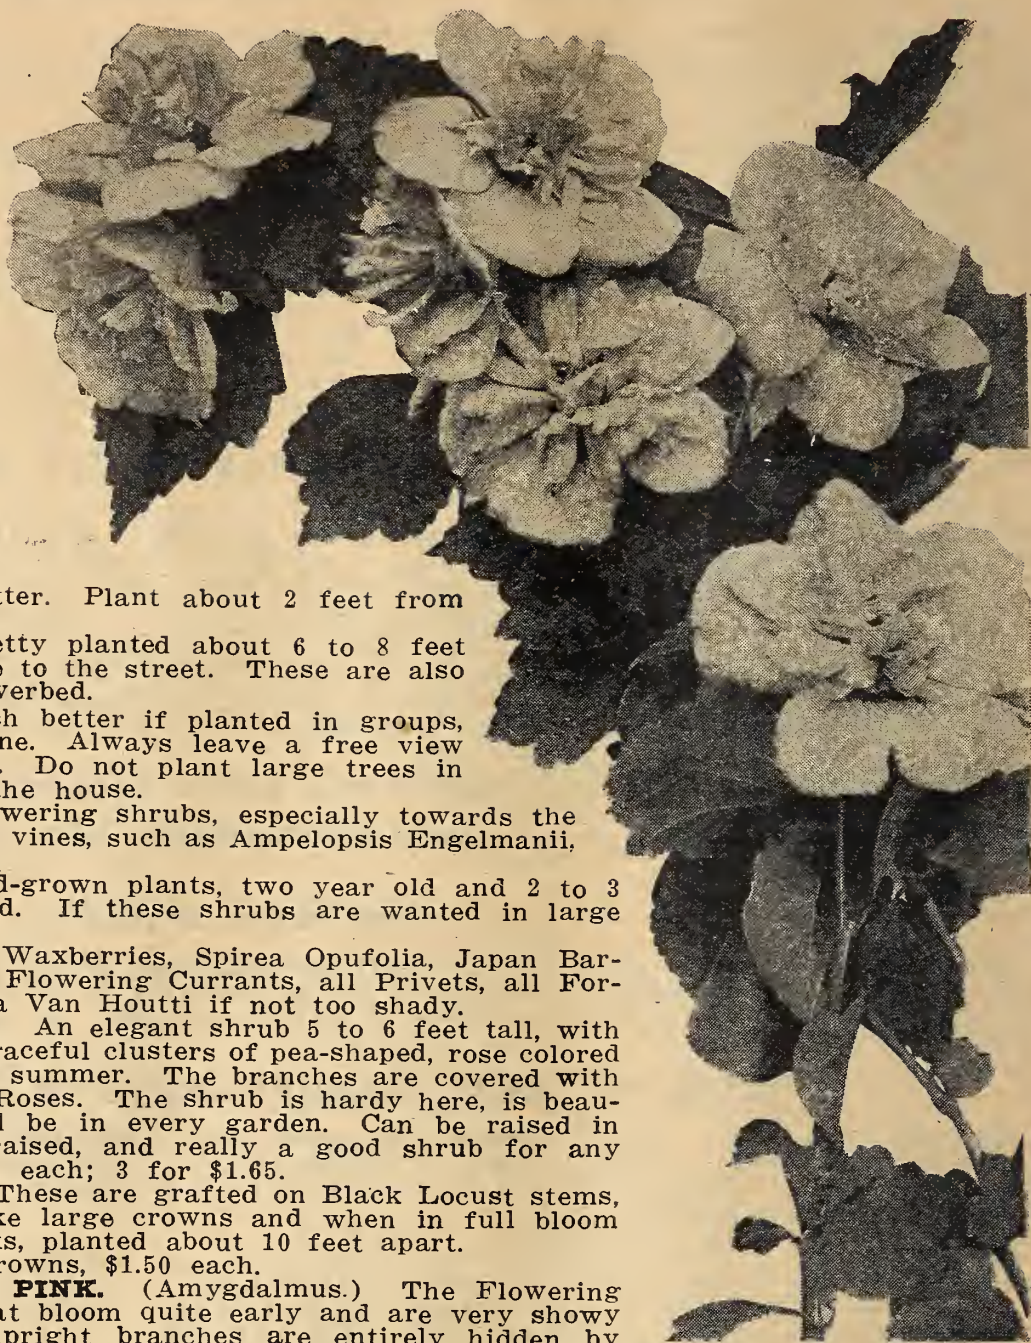 tter. Plant about 2 feet from
etty planted about 6 to 8 feet
e to the street. These are also
verbed.
ch better if planted in groups,
ne. Always leave a free view
. Do not plant large trees in
the house.
wering shrubs, especially towards the
vines, such as Ampelopsis Engelmanii,
d-grown plants, two year old and 2 to 3
d. If these shrubs are wanted in large
Waxberries, Spirea Opufolia, Japan Bar-
Flowering Currants, all Privets, all For-
a Van Houtti if not too shady.
An elegant shrub 5 to 6 feet tall, with
raceful clusters of pea-shaped, rose colored
summer. The branches are covered with
Roses. The shrub is hardy here, is beau-
d be in every garden. Can be raised in
raised, and really a good shrub for any
each; 3 for $1.65.
These are grafted on Black Locust stems,
ke large crowns and when in full bloom
ks, planted about 10 feet apart.
rowns, $1.50 each.
PINK. (Amygdalmus.) The Flowering
at bloom quite early and are very showy
pright branches are entirely hidden by